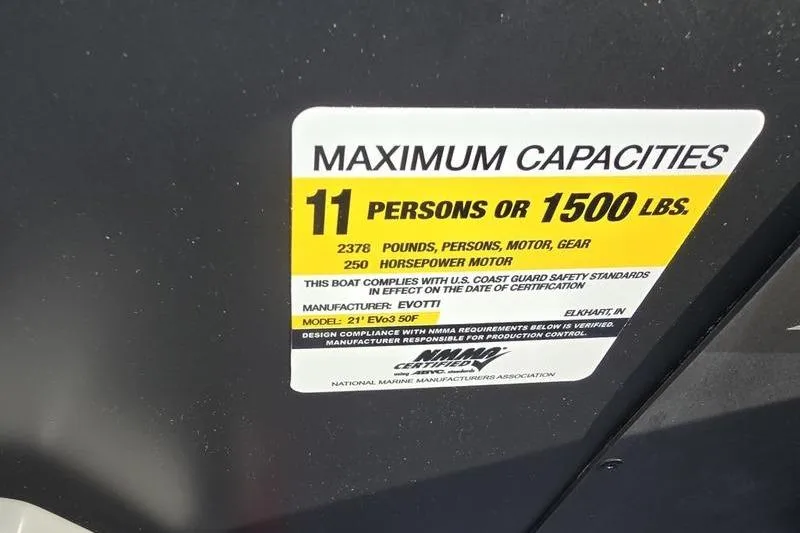 MAXIMUM CAPACITIES
11 PERSONS OR 1500 LBS.
2378 POUNDS, PERSONS, MOTOR, GEAR
250 HORSEPOWER MOTOR
THIS BOAT COMPLIES WITH U.S. COAST GUARD SAFETY STANDARDS
IN EFFECT ON THE DATE OF CERTIFICATION
MANUFACTURER: EVOTTI
ELKHART, IN
MODEL: 21' EVo3 50F
DESIGN COMPLIANCE WITH NMMA REQUIREMENTS BELOW IS VERIFIED.
MANUFACTURER RESPONSIBLE FOR PRODUCTION CONTROL.
NMMA
CERTIFIED
using ABYC. standards
NATIONAL MARINE MANUFACTURERS ASSOCIATION